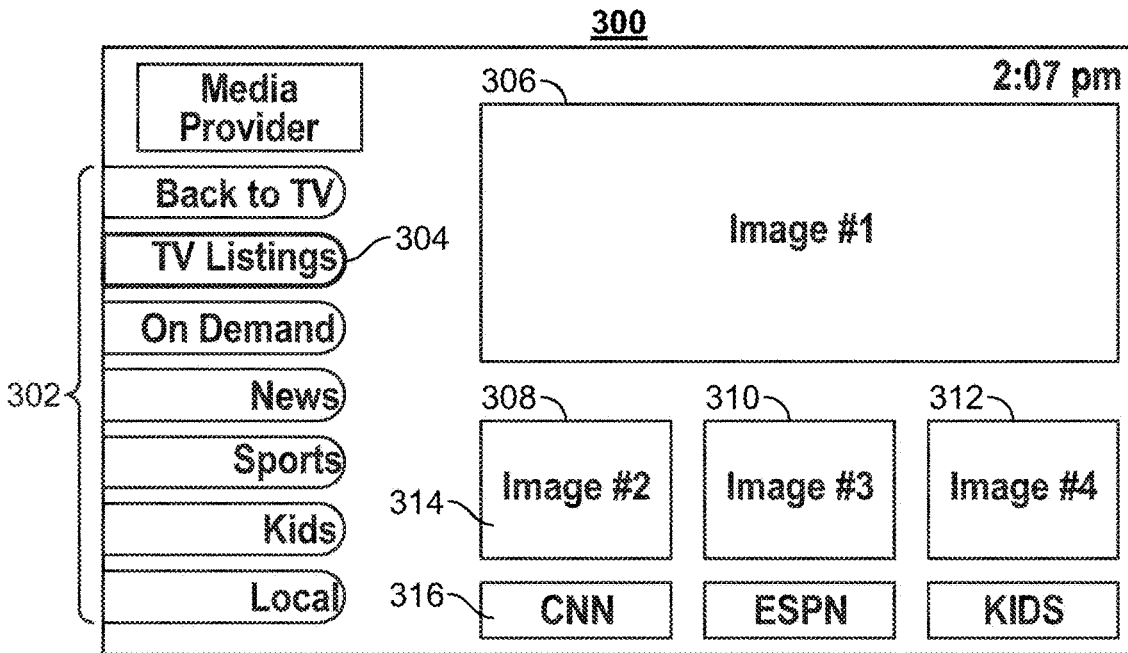 300
Media
Provider
2:07 pm
306
Image #1
302
Back to TV
TV Listings
304
On Demand
News
Sports
Kids
Local
308
310
312
Image #2
Image #3
Image #4
314
316
CNN
ESPN
KIDS